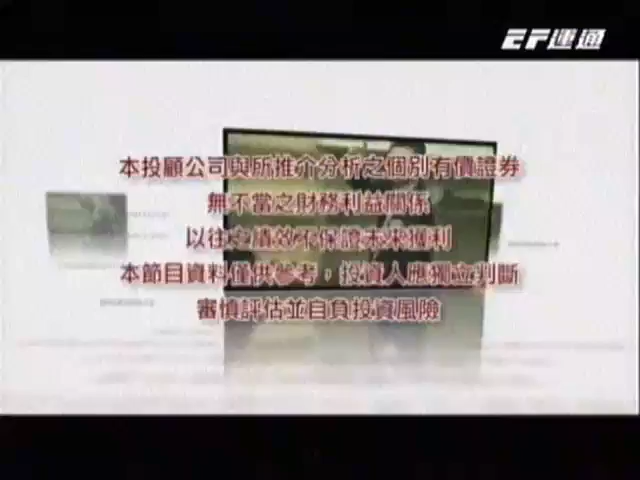 EF運通
本投顧公司與所推介分析之個別有價證券
無不當之財務利益關係
以往之績效不保證未來獲利
本節目資料僅供參考，投資人應獨立判斷
審慎評估並自負投資風險